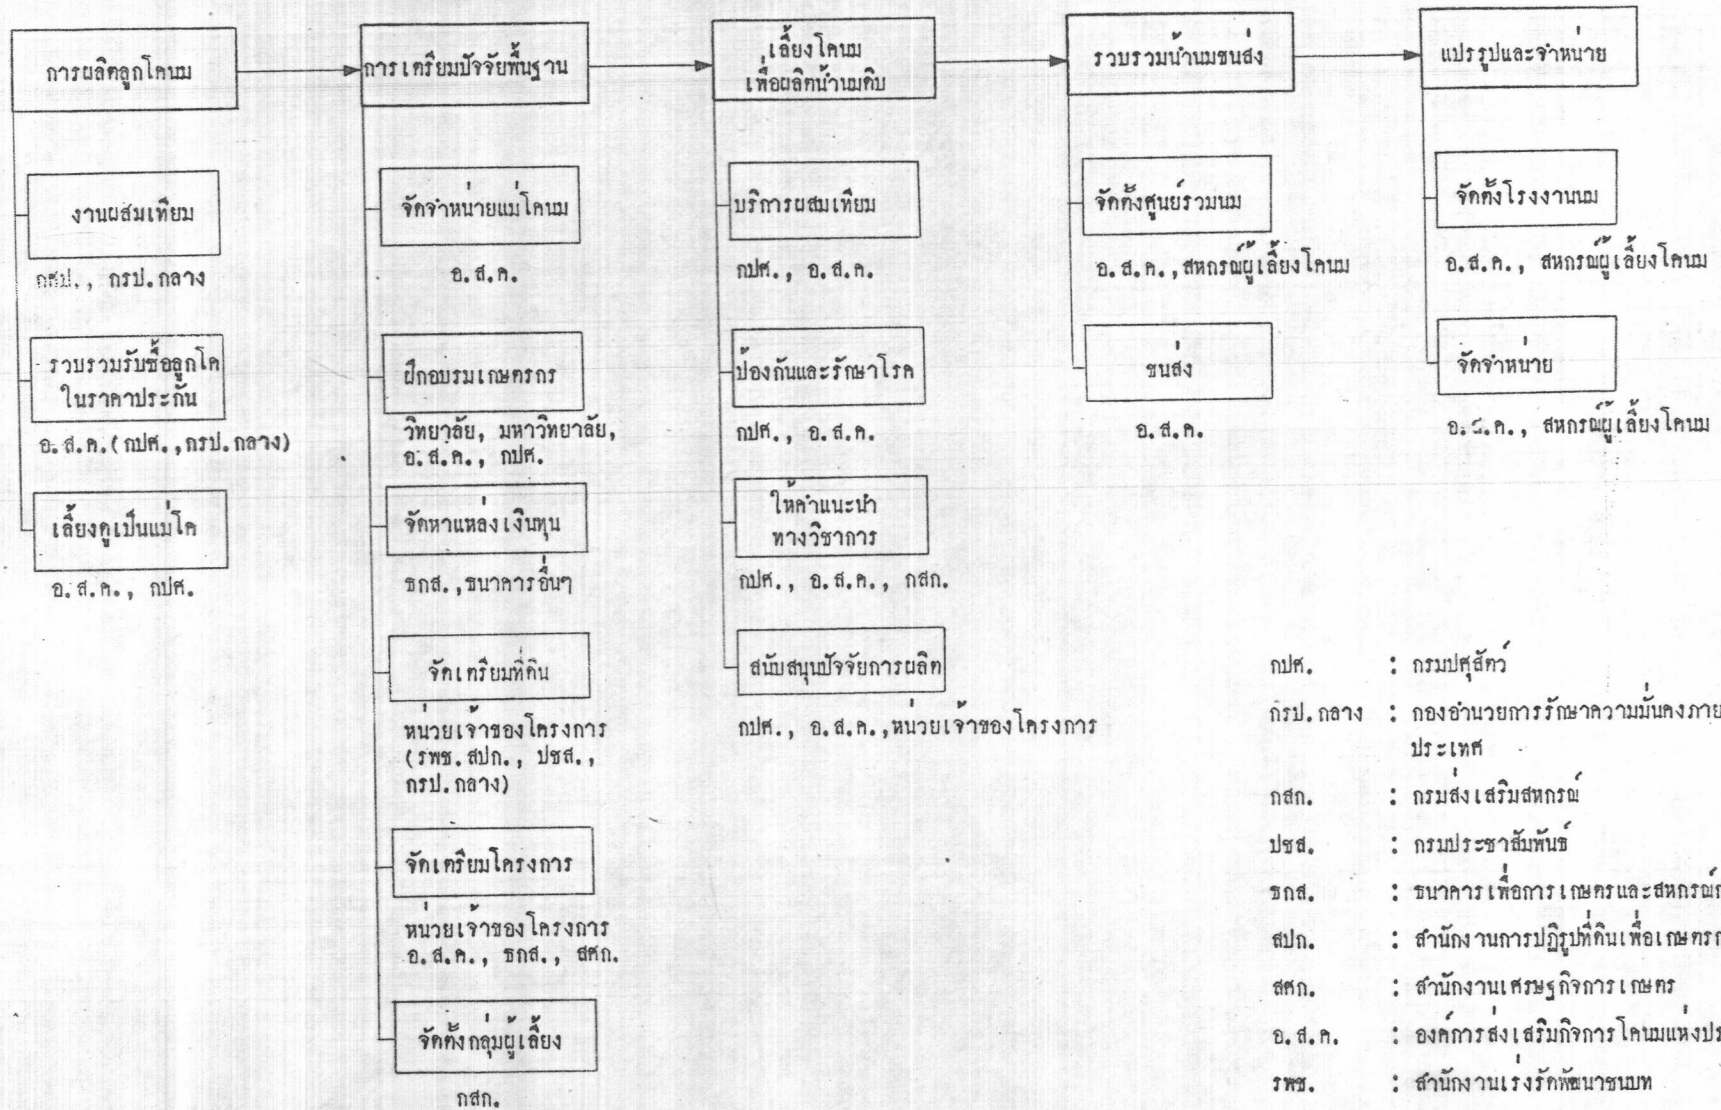 การผลิตลูกโคนม
การเตรียมปัจจัยพื้นฐาน
เลี้ยงโคนม
เพื่อผลิตน้ำนมดิบ
รวบรวมน้ำนมขนส่ง
แปรรูปและจำหน่าย
งานผสมเทียม
กศป., กรป.กลาง
รวบรวมรับซื้อลูกโค
ในราคาประกัน
อ.ส.ค.(กปศ.,กรป.กลาง)
เลี้ยงดูเป็นแม่โค
อ.ส.ค., กปศ.
จัดจำหน่ายแม่โคนม
อ.ส.ค.
ฝึกอบรมเกษตรกร
วิทยาลัย, มหาวิทยาลัย,
อ.ส.ค., กปศ.
จัดหาแหล่งเงินทุน
ธกส.,ธนาคารอื่นๆ
จัดเตรียมที่ดิน
หน่วยเจ้าของโครงการ
(รพช.สปก., ปชส.,
กรป.กลาง)
จัดเตรียมโครงการ
หน่วยเจ้าของโครงการ
อ.ส.ค., ธกส., สศก.
จัดตั้งกลุ่มผู้เลี้ยง
กสก.
บริการผสมเทียม
กปศ., อ.ส.ค.
ป้องกันและรักษาโรค
กปศ., อ.ส.ค.
ให้คำแนะนำ
ทางวิชาการ
กปศ., อ.ส.ค., กสก.
สนับสนุนปัจจัยการผลิต
กปศ., อ.ส.ค.,หน่วยเจ้าของโครงการ
จัดตั้งศูนย์รวมนม
อ.ส.ค.,สหกรณ์ผู้เลี้ยงโคนม
ขนส่ง
อ.ส.ค.
จัดตั้งโรงงานนม
อ.ส.ค., สหกรณ์ผู้เลี้ยงโคนม
จัดจำหน่าย
อ.ส.ค., สหกรณ์ผู้เลี้ยงโคนม
กปศ. : กรมปศุสัตว์
กรป.กลาง : กองอำนวยการรักษาความมั่นคงภาย
ประเทศ
กสก. : กรมส่งเสริมสหกรณ์
ปชส. : กรมประชาสัมพันธ์
ธกส. : ธนาคารเพื่อการเกษตรและสหกรณ์ก
สปก. : สำนักงานการปฏิรูปที่ดินเพื่อเกษตรก
สศก. : สำนักงานเศรษฐกิจการเกษตร
อ.ส.ค. : องค์การส่งเสริมกิจการโคนมแห่งปร
รพช. : สำนักงานเร่งรัดพัฒนาชนบท